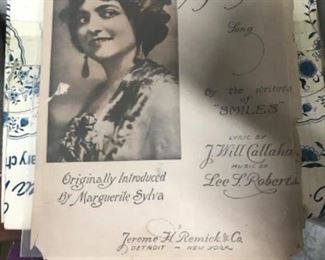 Song
By the writers
of
"SMILES"
LYRIC BY
J. Will Callaha
MUSIC BY
Lee S. Roberts
Originally Introduced
By Marguerite Sylva
Jerome H. Remick & Co.
DETROIT - NEW YORK